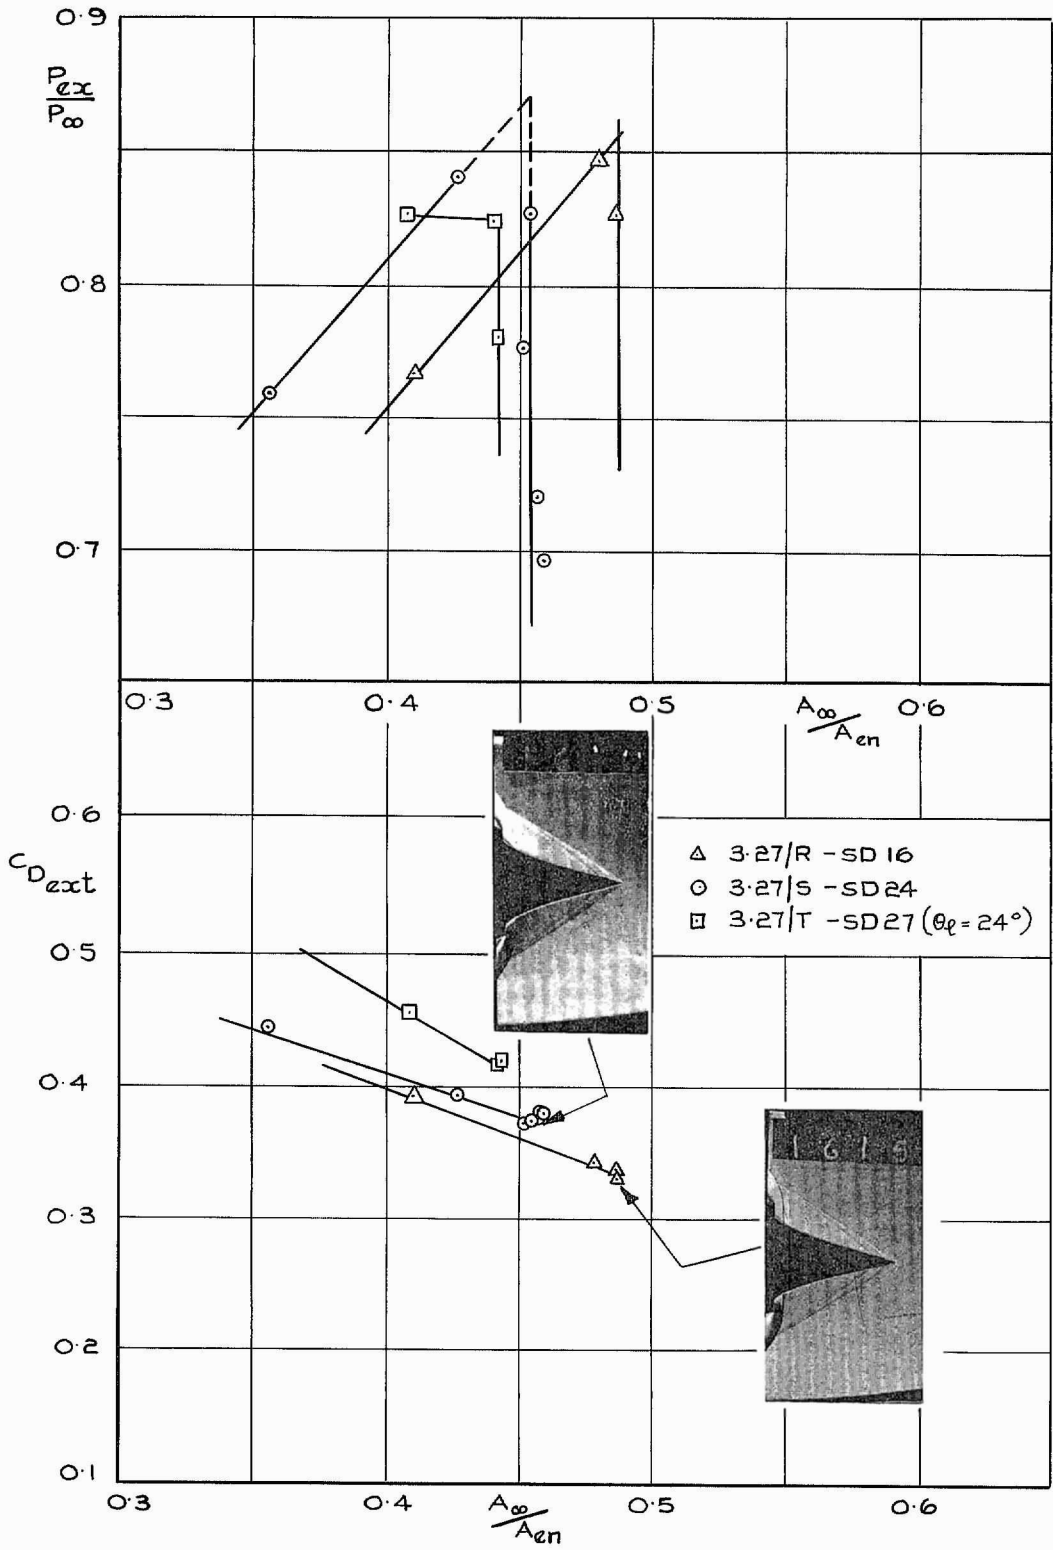 0.9
Pex
P∞
0.8
0.7
0.3 0.4 0.5 A∞/Aen 0.6
0.6
CDext
△ 3.27/R - SD 16
⊙ 3.27/S - SD 24
⊡ 3.27/T - SD 27 (θℓ = 24°)
0.5
0.4
0.3
0.2
0.1
0.3 0.4 A∞/Aen 0.5 0.6